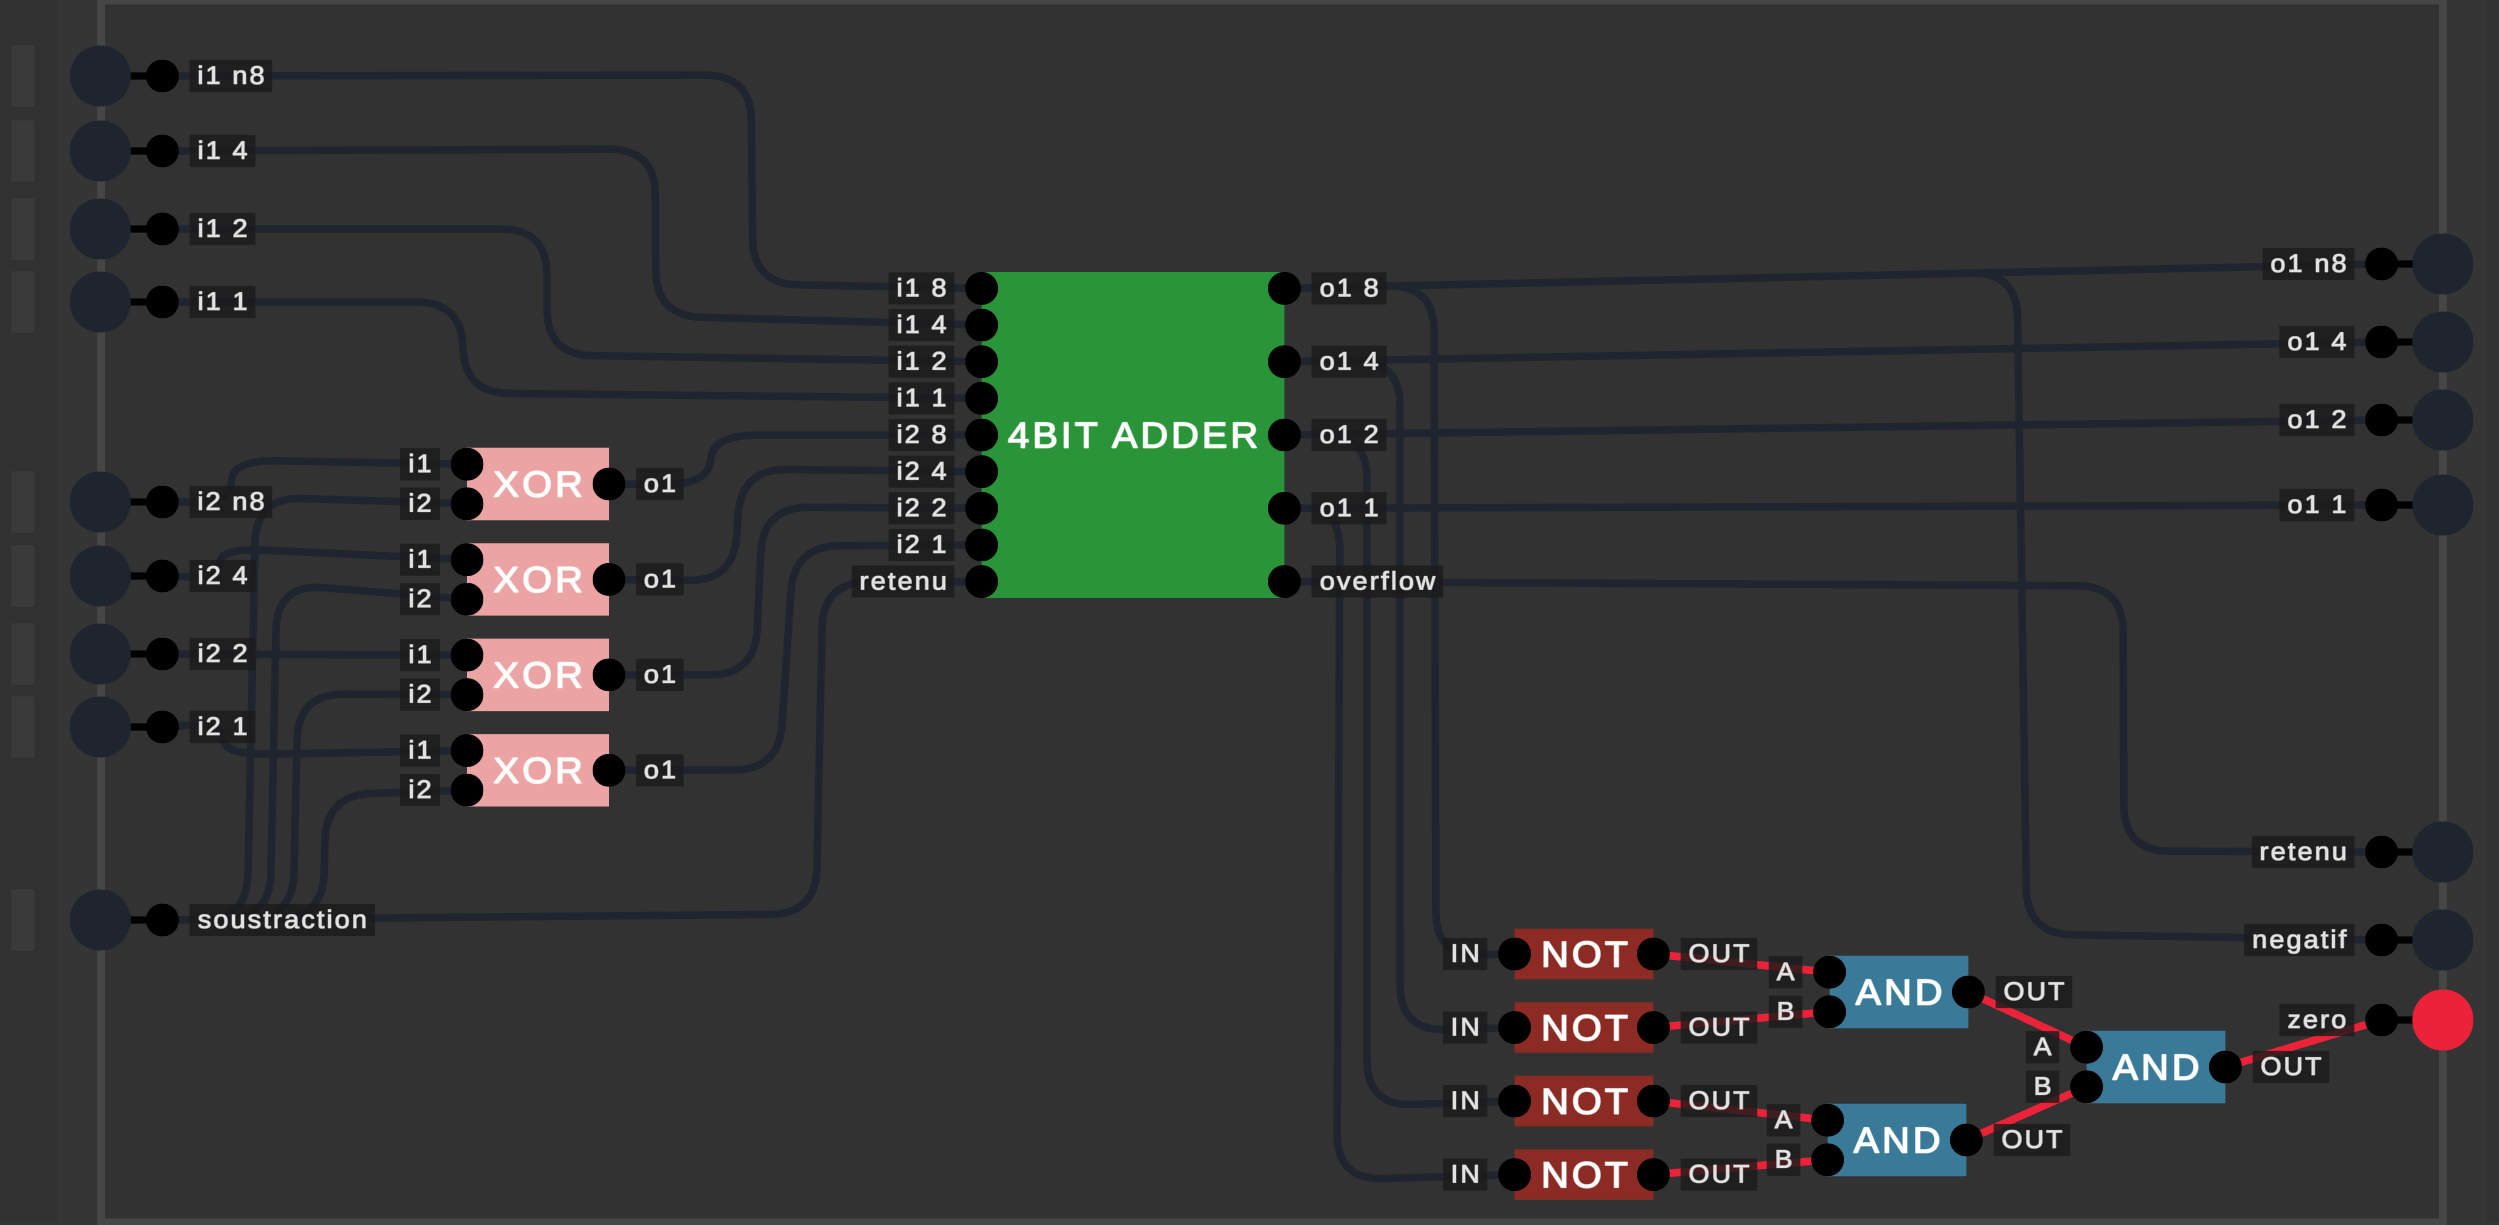 i1 n8
i1 4
i1 2
i1 1
i2 n8
i2 4
i2 2
i2 1
soustraction
i1
i2
XOR
o1
i1
i2
XOR
o1
i1
i2
XOR
o1
i1
i2
XOR
o1
i1 8
i1 4
i1 2
i1 1
i2 8
i2 4
i2 2
i2 1
retenu
4BIT ADDER
o1 8
o1 4
o1 2
o1 1
overflow
IN
NOT
OUT
IN
NOT
OUT
IN
NOT
OUT
IN
NOT
OUT
A
B
AND
OUT
A
B
AND
OUT
A
B
AND
OUT
o1 n8
o1 4
o1 2
o1 1
retenu
negatif
zero